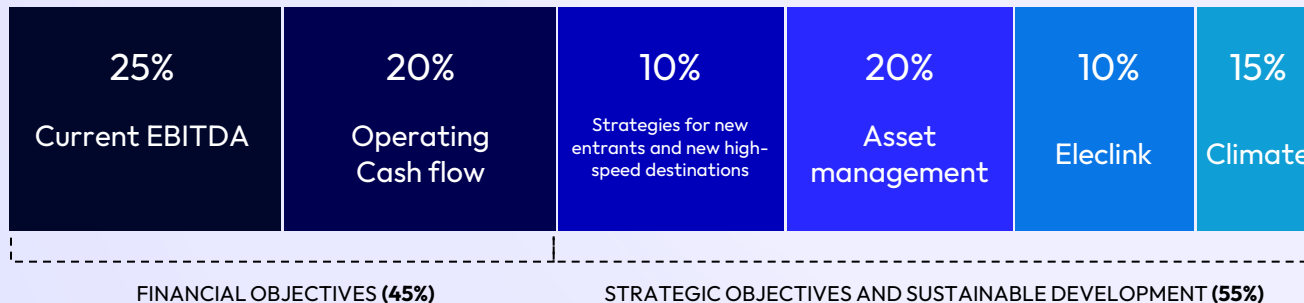 25%
Current EBITDA
20%
Operating
Cash flow
10%
Strategies for new
entrants and new high-
speed destinations
20%
Asset
management
10%
Eleclink
15%
Climate
FINANCIAL OBJECTIVES (45%)
STRATEGIC OBJECTIVES AND SUSTAINABLE DEVELOPMENT (55%)